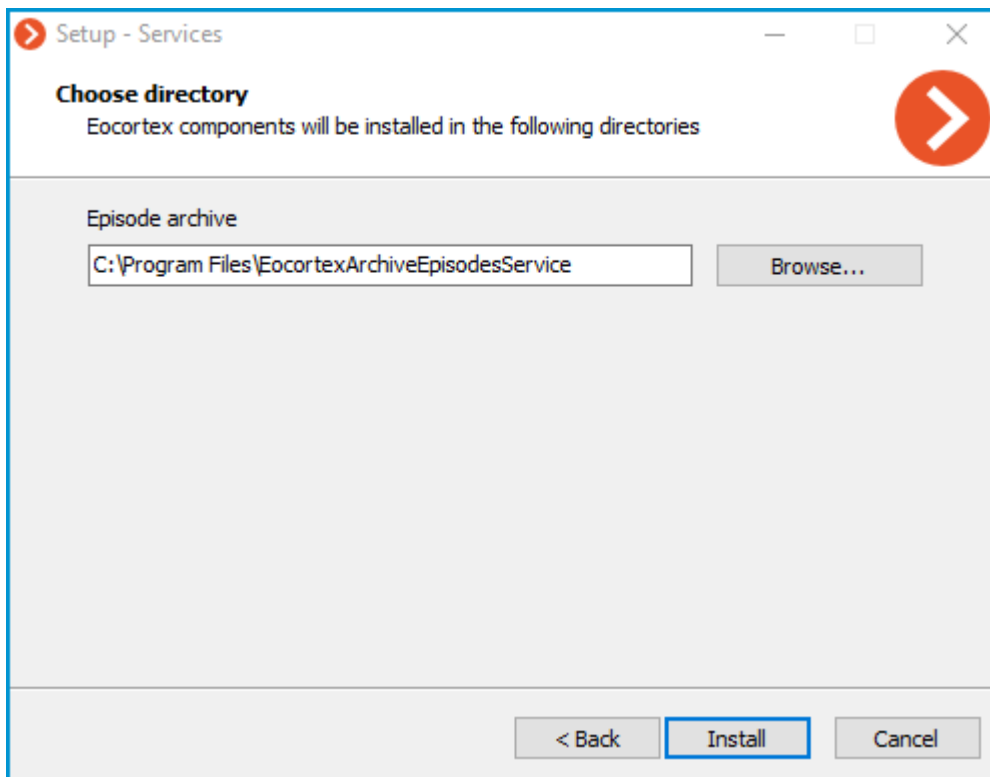 Setup - Services
Choose directory
Eocortex components will be installed in the following directories
Episode archive
C:\Program Files\EocortexArchiveEpisodesService
Browse...
< Back
Install
Cancel